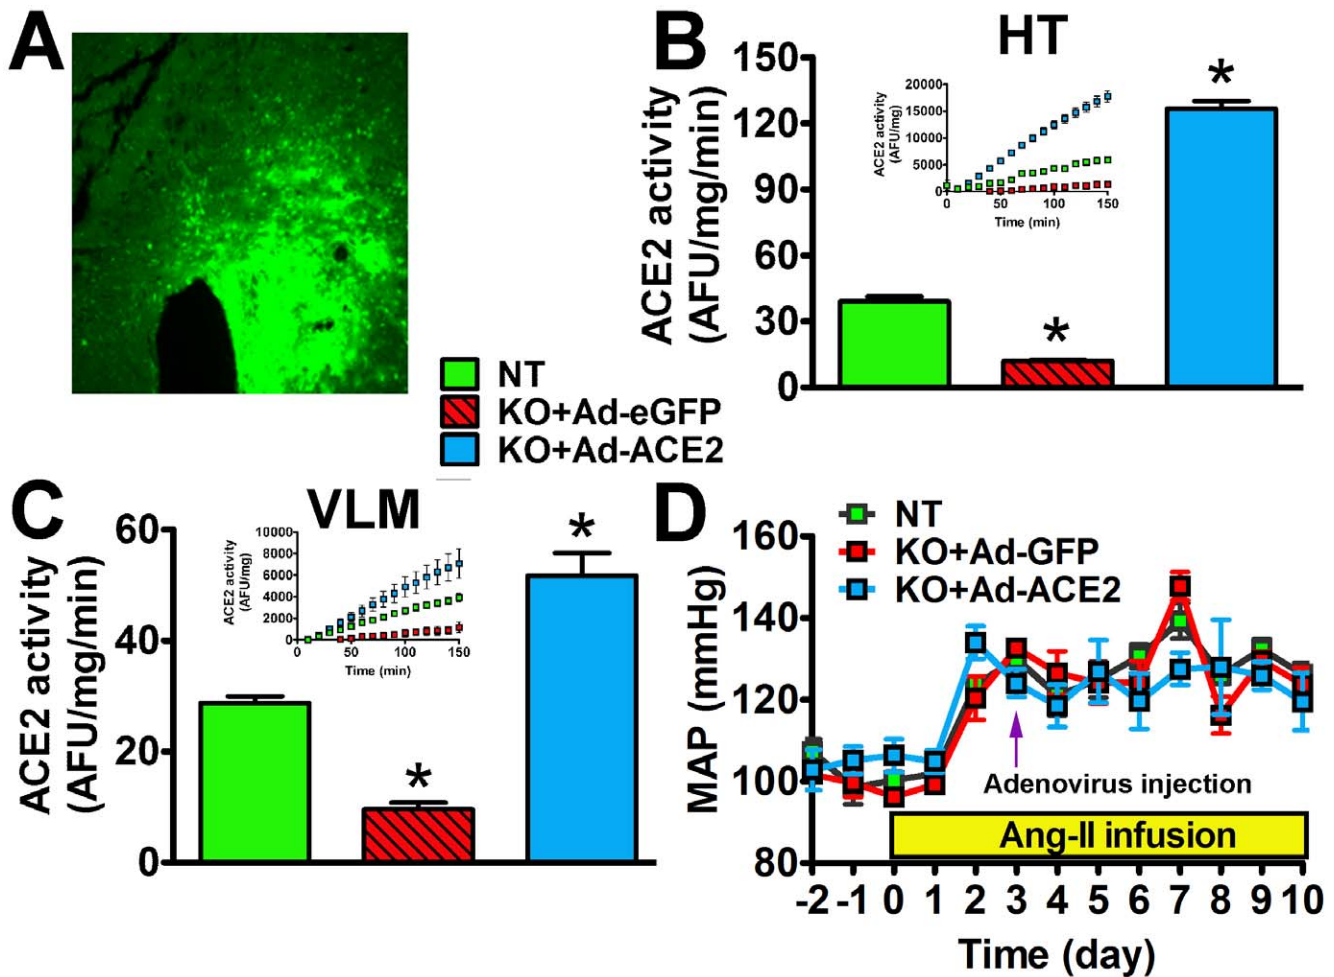 A
B
HT
ACE2 activity
(AFU/mg/min)
150
120
90
60
30
0
*
*
ACE2 activity
(AFU/mg)
20000
15000
10000
5000
0
0
50
100
150
Time (min)
NT
KO+Ad-eGFP
KO+Ad-ACE2
C
VLM
ACE2 activity
(AFU/mg/min)
60
40
20
0
*
*
ACE2 activity
(AFU/mg)
10000
8000
6000
4000
2000
0
0
50
100
150
Time (min)
D
NT
KO+Ad-GFP
KO+Ad-ACE2
MAP (mmHg)
160
140
120
100
80
Adenovirus injection
Ang-II infusion
-2 -1 0 1 2 3 4 5 6 7 8 9 10
Time (day)